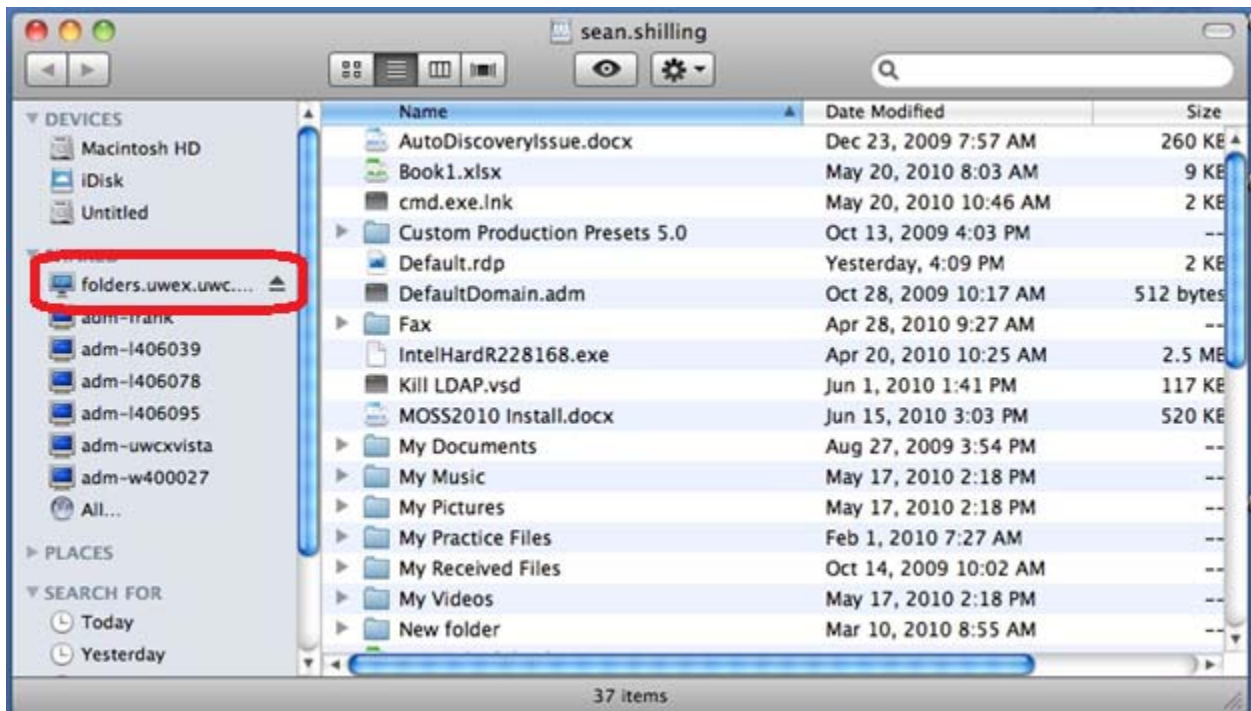 sean.shilling
DEVICES
Macintosh HD
iDisk
Untitled
SHARED
folders.uwex.uwc....
adm-frank
adm-l406039
adm-l406078
adm-l406095
adm-uwcxvista
adm-w400027
All...
PLACES
SEARCH FOR
Today
Yesterday
Name Date Modified Size
AutoDiscoveryIssue.docx Dec 23, 2009 7:57 AM 260 KB
Book1.xlsx May 20, 2010 8:03 AM 9 KB
cmd.exe.lnk May 20, 2010 10:46 AM 2 KB
Custom Production Presets 5.0 Oct 13, 2009 4:03 PM --
Default.rdp Yesterday, 4:09 PM 2 KB
DefaultDomain.adm Oct 28, 2009 10:17 AM 512 bytes
Fax Apr 28, 2010 9:27 AM --
IntelHardR228168.exe Apr 20, 2010 10:25 AM 2.5 MB
Kill LDAP.vsd Jun 1, 2010 1:41 PM 117 KB
MOSS2010 Install.docx Jun 15, 2010 3:03 PM 520 KB
My Documents Aug 27, 2009 3:54 PM --
My Music May 17, 2010 2:18 PM --
My Pictures May 17, 2010 2:18 PM --
My Practice Files Feb 1, 2010 7:27 AM --
My Received Files Oct 14, 2009 10:02 AM --
My Videos May 17, 2010 2:18 PM --
New folder Mar 10, 2010 8:55 AM --
37 items